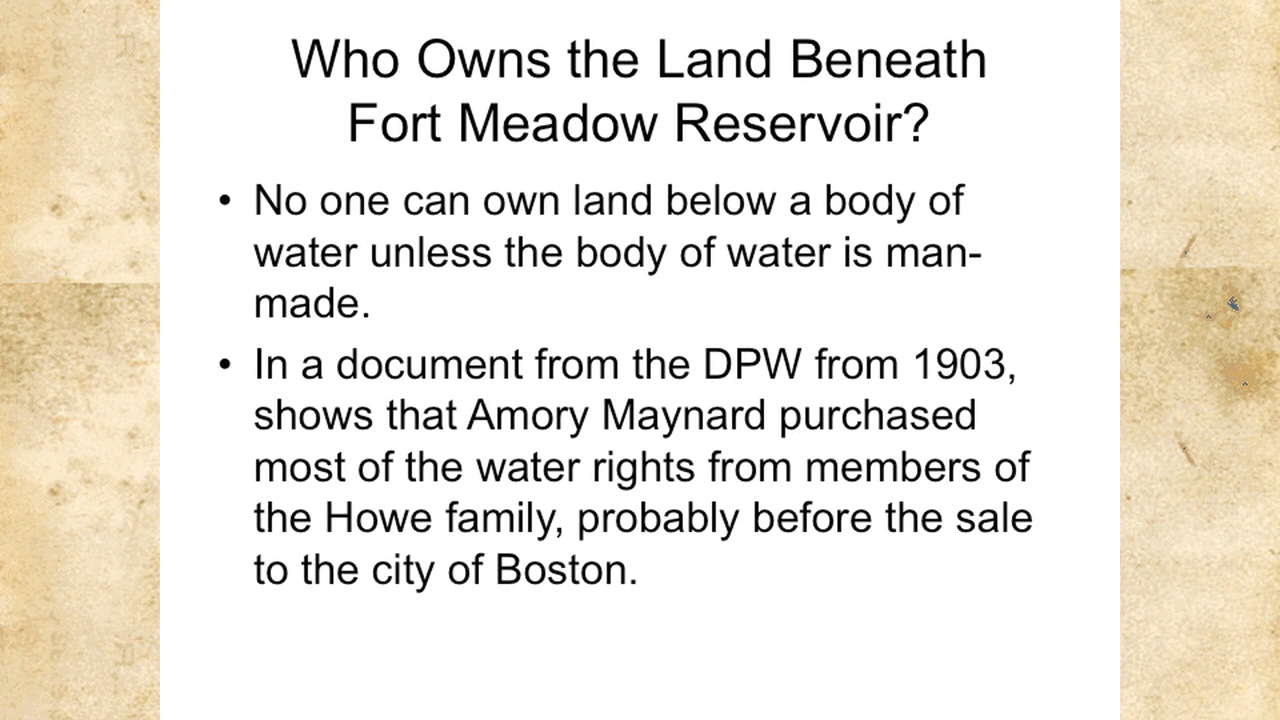 Who Owns the Land Beneath
Fort Meadow Reservoir?
• No one can own land below a body of
water unless the body of water is man-
made.
• In a document from the DPW from 1903,
shows that Amory Maynard purchased
most of the water rights from members of
the Howe family, probably before the sale
to the city of Boston.